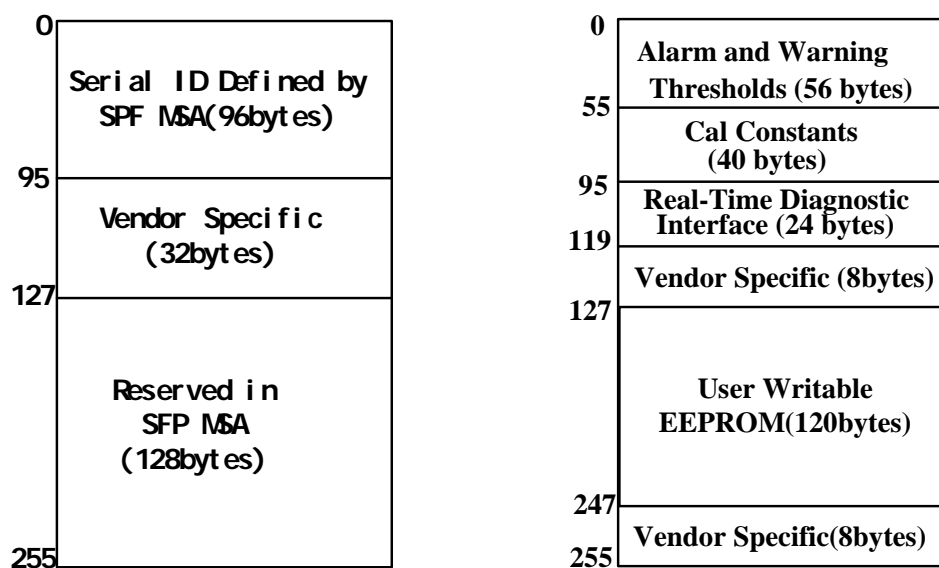 0
Serial ID Defined by
SPF MSA(96bytes)
95
Vendor Specific
(32bytes)
127
Reserved in
SFP MSA
(128bytes)
255
0
Alarm and Warning
Thresholds (56 bytes)
55
Cal Constants
(40 bytes)
95
Real-Time Diagnostic
Interface (24 bytes)
119
Vendor Specific (8bytes)
127
User Writable
EEPROM(120bytes)
247
Vendor Specific(8bytes)
255